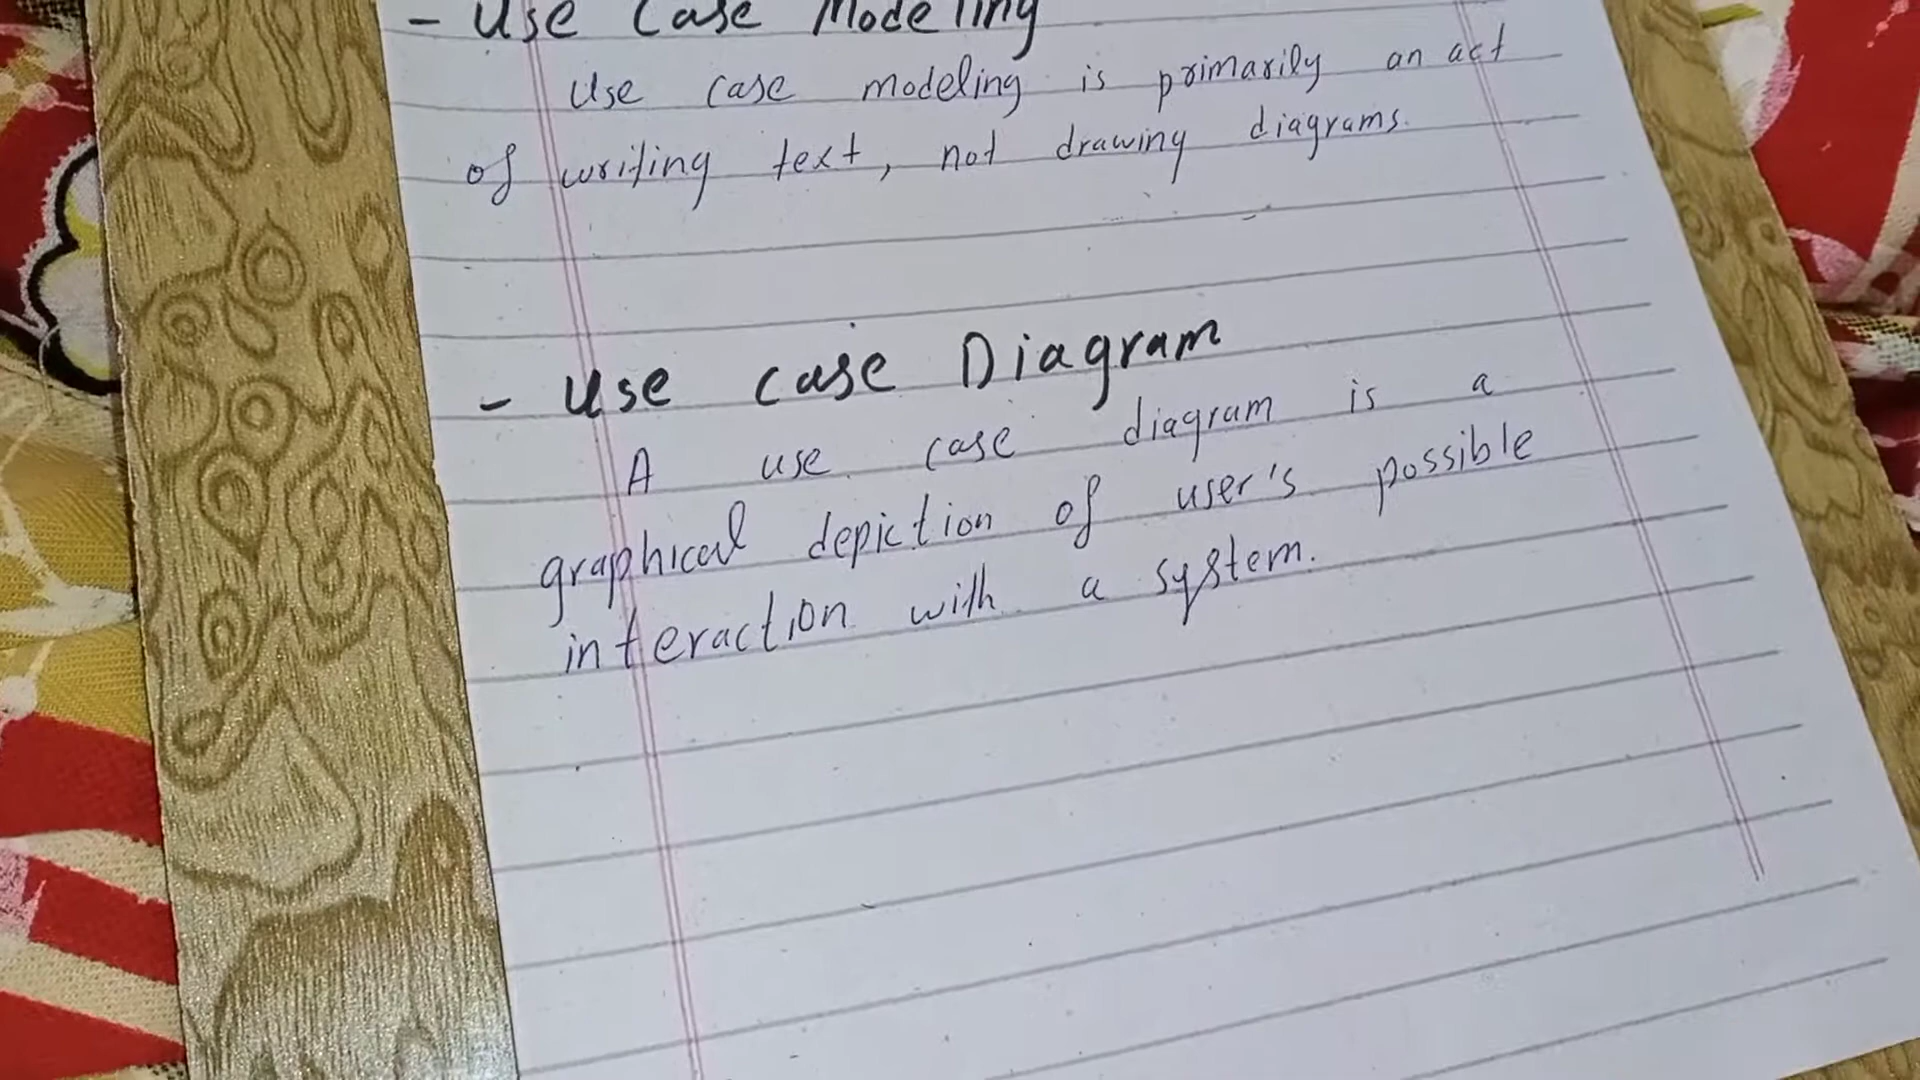 - Use Case Modeling
Use case modeling is primarily an act
of writing text, not drawing diagrams.
- Use case Diagram
A use case diagram is a
graphical depiction of user's possible
interaction with a system.